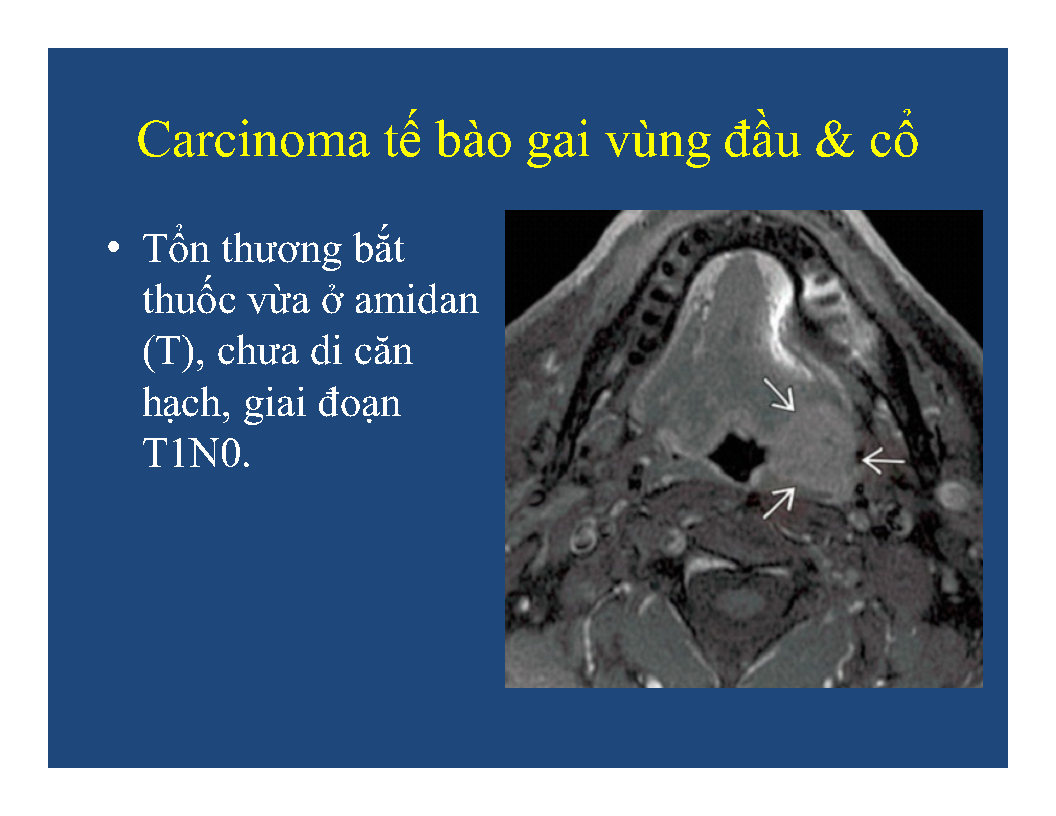 Carcinoma tế bào gai vùng đầu & cổ
• Tổn thương bắt
thuốc vừa ở amidan
(T), chưa di căn
hạch, giai đoạn
T1N0.